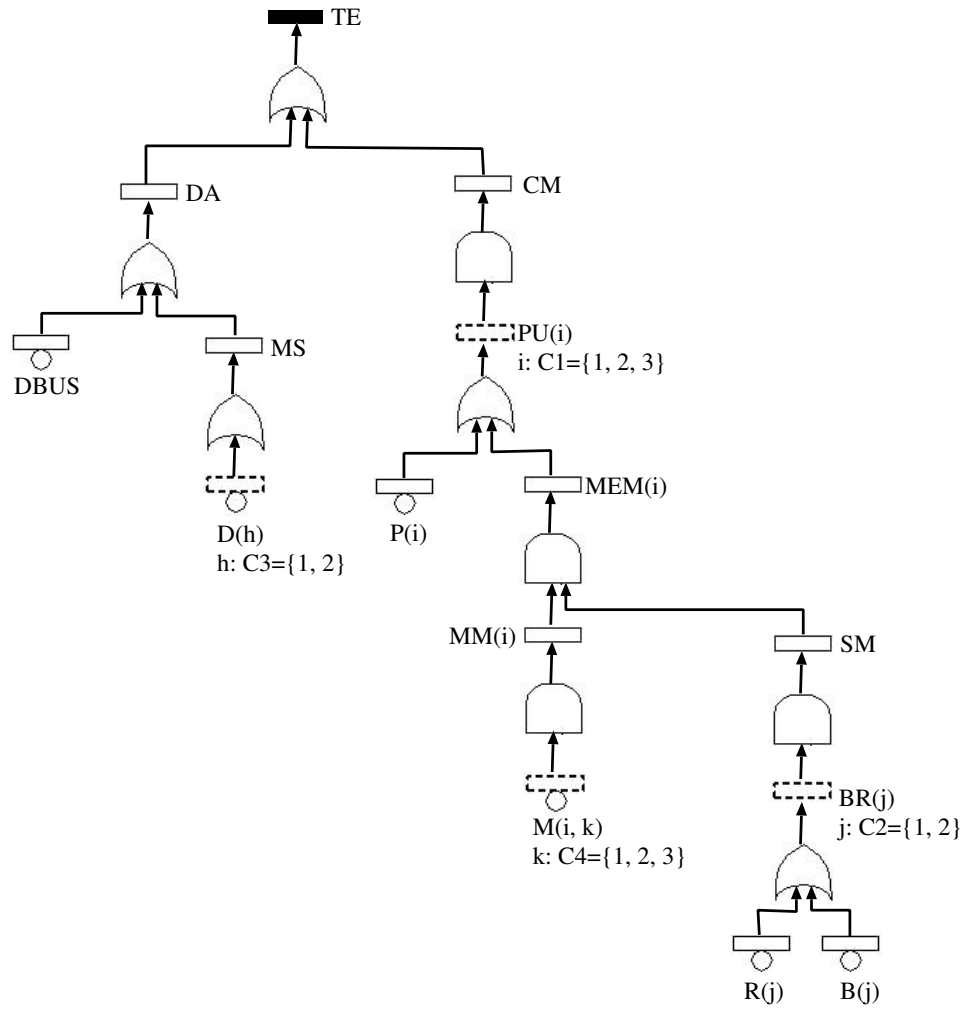 TE
DA
CM
DBUS
MS
PU(i)
i: C1={1, 2, 3}
D(h)
h: C3={1, 2}
P(i)
MEM(i)
MM(i)
SM
M(i, k)
k: C4={1, 2, 3}
BR(j)
j: C2={1, 2}
R(j)
B(j)